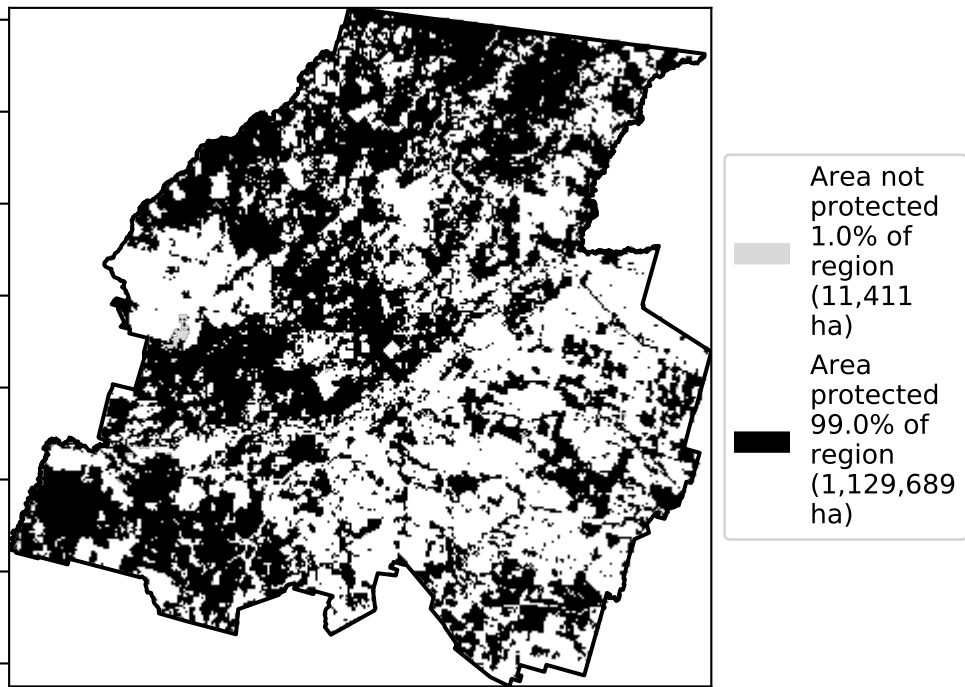 Area not
protected
1.0% of
region
(11,411
ha)
Area
protected
99.0% of
region
(1,129,689
ha)